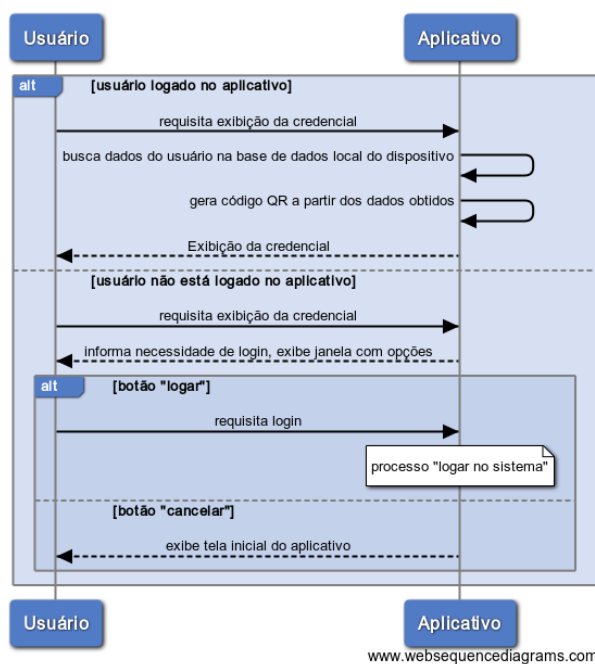 Usuário
Aplicativo
alt
[usuário logado no aplicativo]
requisita exibição da credencial
busca dados do usuário na base de dados local do dispositivo
gera código QR a partir dos dados obtidos
Exibição da credencial
[usuário não está logado no aplicativo]
requisita exibição da credencial
informa necessidade de login, exibe janela com opções
alt
[botão "logar"]
requisita login
processo "logar no sistema"
[botão "cancelar"]
exibe tela inicial do aplicativo
Usuário
Aplicativo
www.websequencediagrams.com